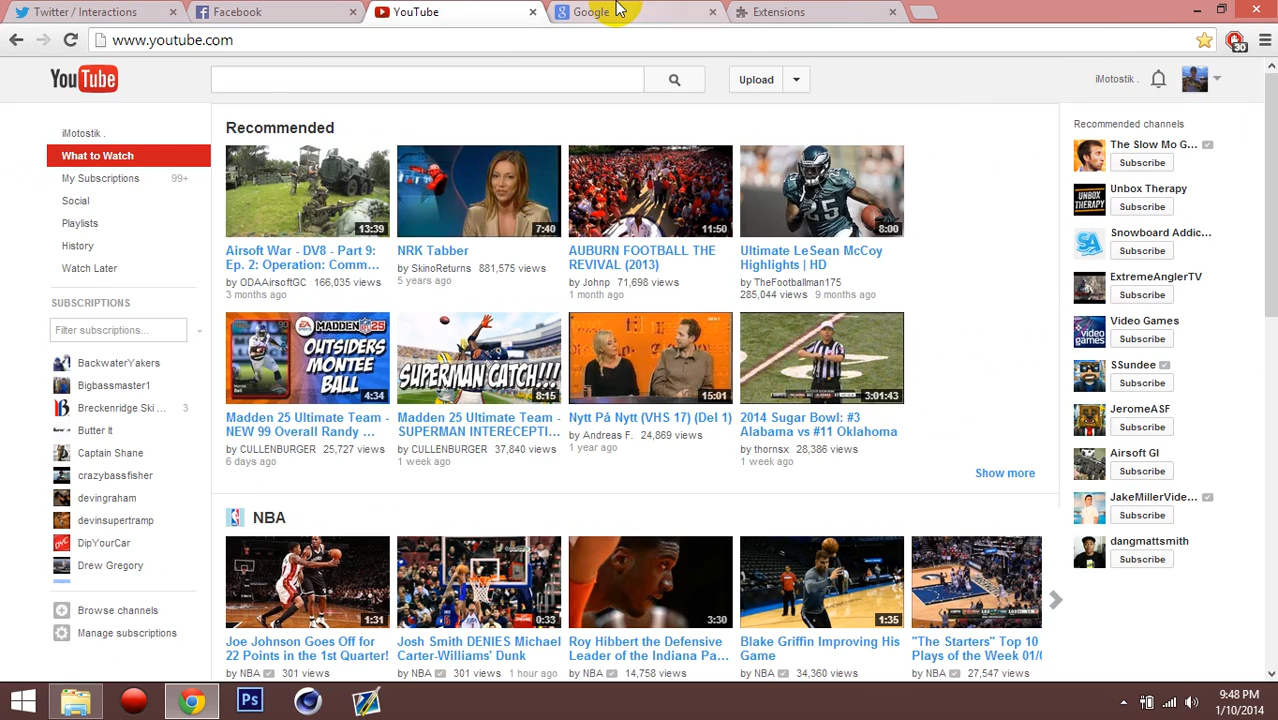 Twitter / Interactions
Facebook
YouTube
Google
Extensions
www.youtube.com
30
YouTube
Upload
iMotostik .
iMotostik .
What to Watch
My Subscriptions 99+
Social
Playlists
History
Watch Later
SUBSCRIPTIONS
Filter subscriptions...
BackwaterYakers
Bigbassmaster1
Breckenridge Ski ... 3
Butter It
Captain Shane
crazybassfisher
devingraham
devinsupertramp
DipYourCar
Drew Gregory
Browse channels
Manage subscriptions
Recommended
13:39
Airsoft War - DV8 - Part 9:
Ep. 2: Operation: Comm...
by ODAAirsoftGC 166,035 views
3 months ago
7:40
NRK Tabber
by SkinoReturns 881,575 views
5 years ago
11:50
AUBURN FOOTBALL THE
REVIVAL (2013)
by Johnp 71,698 views
1 month ago
25
8:00
Ultimate LeSean McCoy
Highlights | HD
by TheFootballman175
285,044 views 9 months ago
MADDEN 25
OUTSIDERS
MONTEE
BALL
4:34
Madden 25 Ultimate Team -
NEW 99 Overall Randy ...
by CULLENBURGER 25,727 views
6 days ago
SUPERMAN CATCH!!!
8:15
Madden 25 Ultimate Team -
SUPERMAN INTERECEPTI...
by CULLENBURGER 37,840 views
1 week ago
15:01
Nytt På Nytt (VHS 17) (Del 1)
by Andreas F. 24,869 views
1 year ago
3:01:43
2014 Sugar Bowl: #3
Alabama vs #11 Oklahoma
by thornsx 28,386 views
1 week ago
Show more
NBA
1:31
Joe Johnson Goes Off for
22 Points in the 1st Quarter!
by NBA 301 views
0:33
Josh Smith DENIES Michael
Carter-Williams' Dunk
by NBA 301 views 1 hour ago
3:30
Roy Hibbert the Defensive
Leader of the Indiana Pa...
by NBA 14,758 views
1:35
Blake Griffin Improving His
Game
by NBA 34,360 views
"The Starters" Top 10
Plays of the Week 01/0
by NBA 27,547 views
Recommended channels
The Slow Mo G...
Subscribe
UNBOX
THERAPY
Unbox Therapy
Subscribe
SA
Snowboard Addic...
Subscribe
ExtremeAnglerTV
Subscribe
video
games
Video Games
Subscribe
SSundee
Subscribe
JeromeASF
Subscribe
Airsoft GI
Subscribe
JakeMillerVide...
Subscribe
dangmattsmith
Subscribe
Ps
9:48 PM
1/10/2014